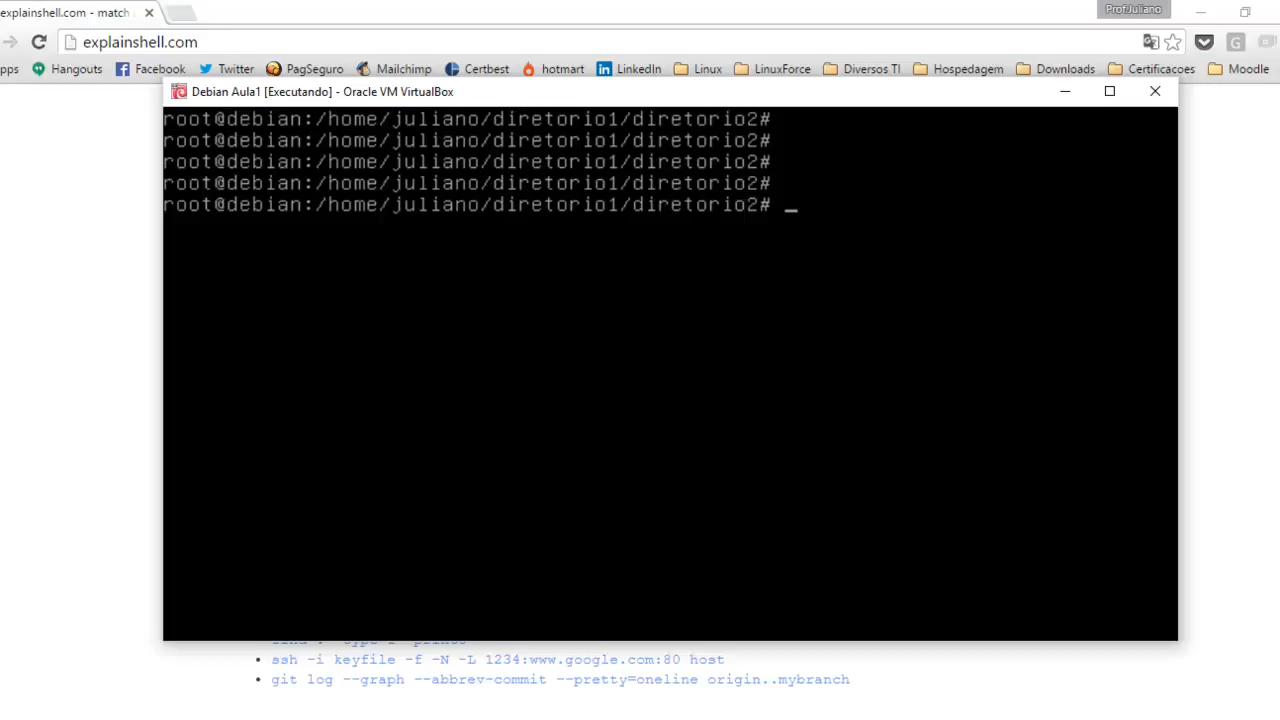 explainshell.com - match
ProfJuliano
explainshell.com
pps Hangouts Facebook Twitter PagSeguro Mailchimp Certbest hotmart LinkedIn Linux LinuxForce Diversos TI Hospedagem Downloads Certificacoes Moodle
Debian Aula1 [Executando] - Oracle VM VirtualBox
root@debian:/home/juliano/diretorio1/diretorio2#
root@debian:/home/juliano/diretorio1/diretorio2#
root@debian:/home/juliano/diretorio1/diretorio2#
root@debian:/home/juliano/diretorio1/diretorio2#
root@debian:/home/juliano/diretorio1/diretorio2# _
ssh -i keyfile -f -N -L 1234:www.google.com:80 host
git log --graph --abbrev-commit --pretty=oneline origin..mybranch